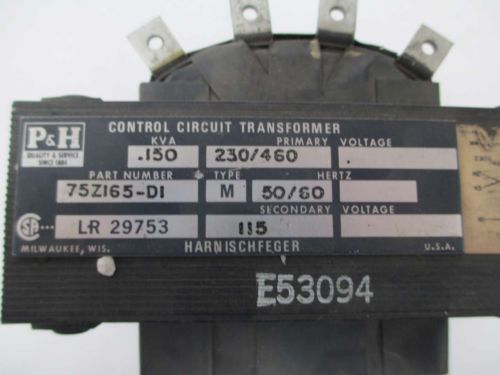 P&H
QUALITY & SERVICE
SINCE 1884
CONTROL CIRCUIT TRANSFORMER
KVA PRIMARY VOLTAGE
.150 230/460
PART NUMBER TYPE HERTZ
75Z165-D1 M 50/60
SECONDARY VOLTAGE
LR 29753 115
MILWAUKEE, WIS. HARNISCHFEGER U.S.A.
E53094